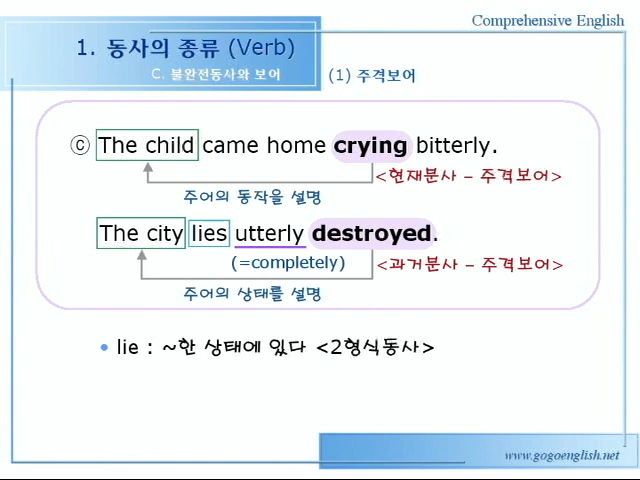 Comprehensive English
1. 동사의 종류 (Verb)
C. 불완전동사와 보어
(1) 주격보어
ⓒ The child came home crying bitterly.
<현재분사 – 주격보어>
주어의 동작을 설명
The city lies utterly destroyed.
(=completely)
<과거분사 – 주격보어>
주어의 상태를 설명
• lie : ~한 상태에 있다 <2형식동사>
www.gogoenglish.net